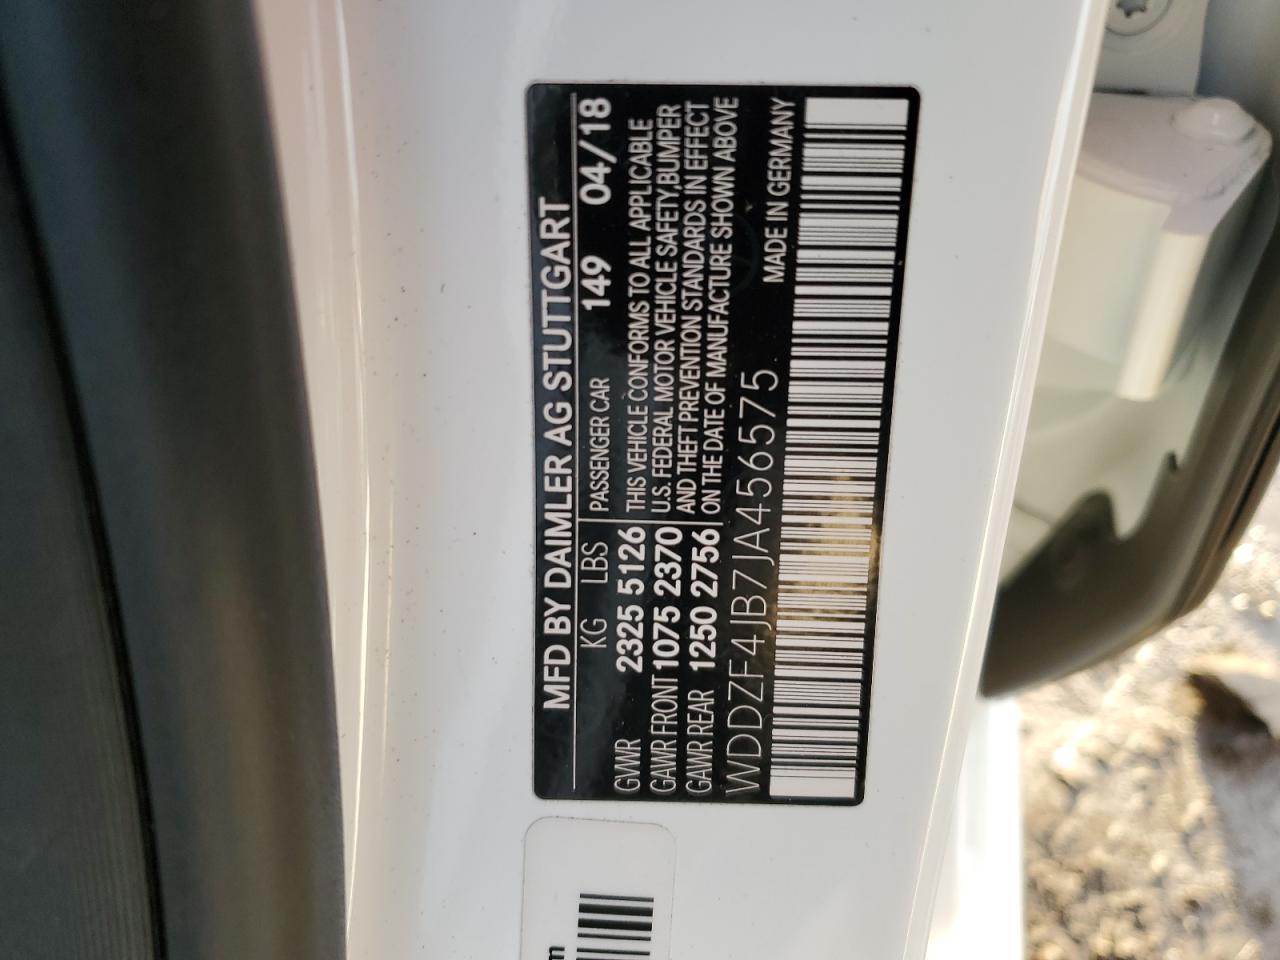 MFD BY DAIMLER AG STUTTGART
KG LBS PASSENGER CAR 149 04/18
GVWR 2325 5126
GAWR FRONT 1075 2370
GAWR REAR 1250 2756
THIS VEHICLE CONFORMS TO ALL APPLICABLE
U.S. FEDERAL MOTOR VEHICLE SAFETY,BUMPER
AND THEFT PREVENTION STANDARDS IN EFFECT
ON THE DATE OF MANUFACTURE SHOWN ABOVE
WDDZF4JB7JA456575 MADE IN GERMANY